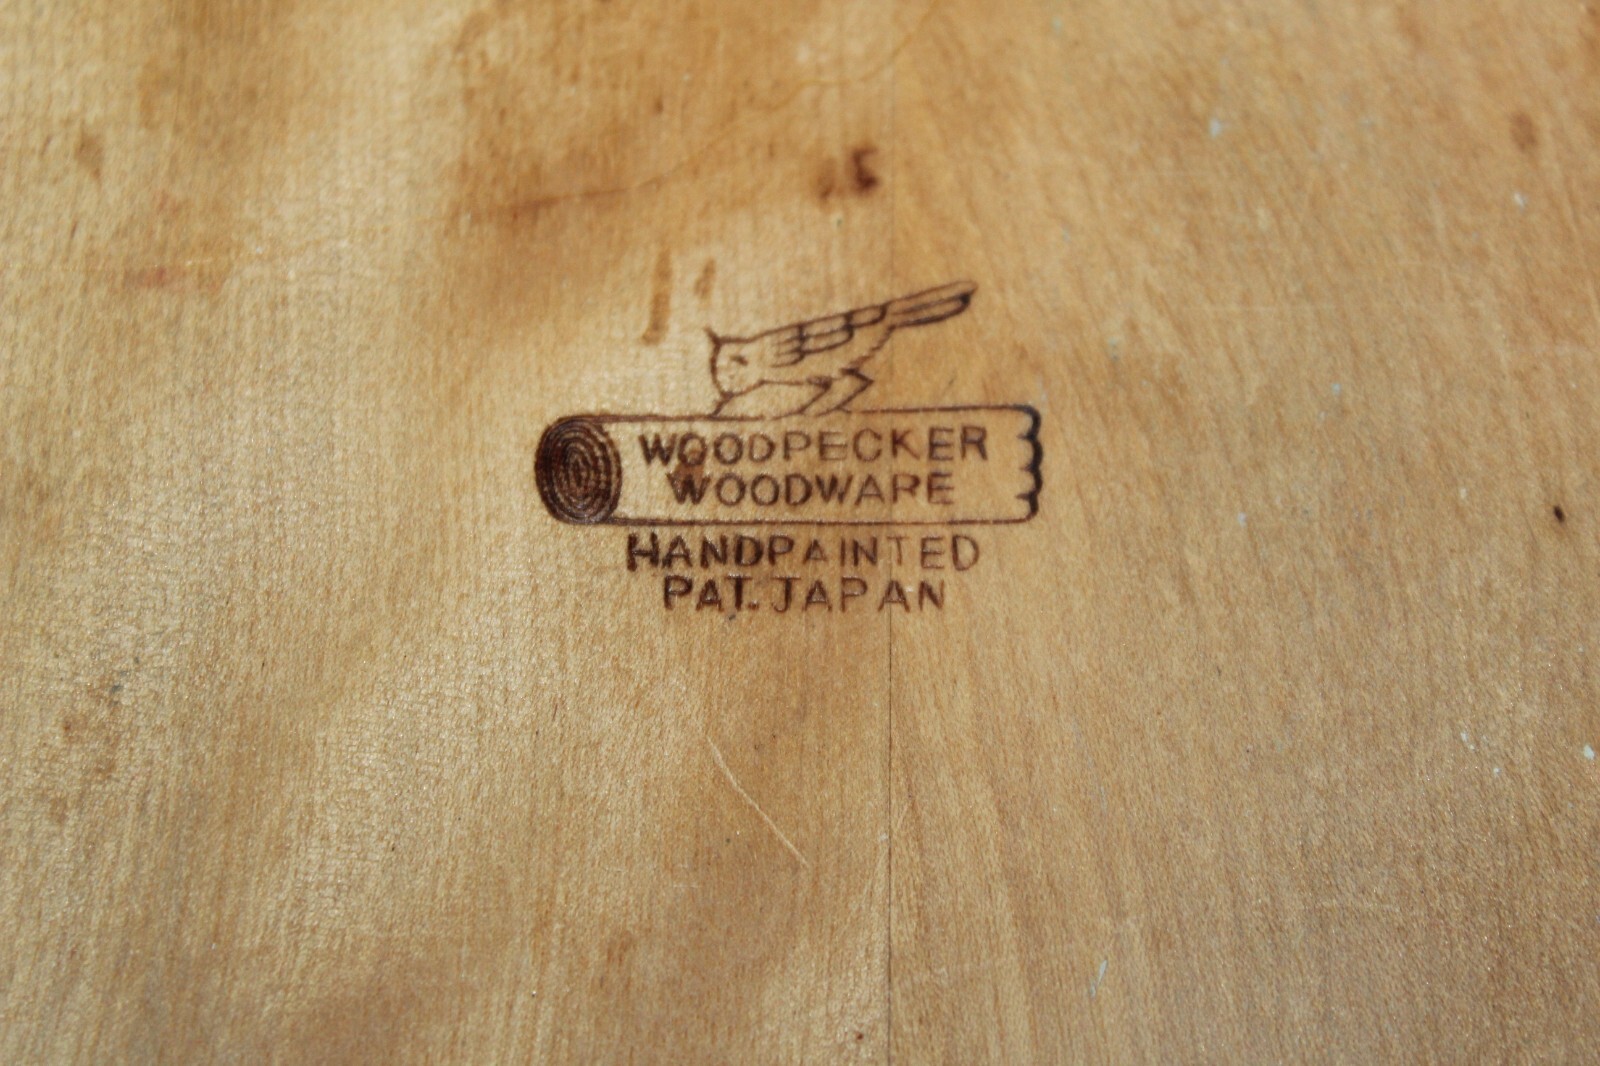 WOODPECKER
WOODWARE
HANDPAINTED
PAT. JAPAN